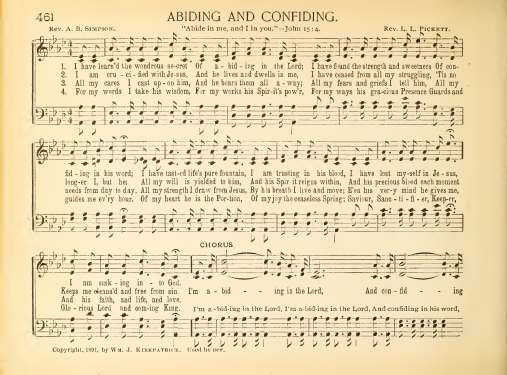 461
ABIDING AND CONFIDING.
Rev. A. B. Simpson. "Abide in me, and I in you."—John 15:4. Rev. L. L. Pickett.
1. I have learn'd the wondrous se-cret Of a-bid-ing in the Lord; I have found the strength and sweetness Of con-
2. I am cru-ci-fied with Je-sus, And he lives and dwells in me, I have ceased from all my struggling, 'Tis no
3. All my cares I cast up-on him, And he bears them all a-way; All my fears and griefs I tell him, All my
4. For my words I take his wisdom, For my works his Spir-it's pow'r, For my ways his gra-cious Presence Guards and
fid-ing in his word; I have tast-ed life's pure fountain, I am trusting in his blood, I have lost my-self in Je-sus,
long-er I, but he; All my will is yielded to him, And his Spir-it reigns within, And his precious blood each moment
needs from day to day. All my strength I draw from Jesus, By his breath I live and move; E'en his ver-y mind he gives me,
guides me ev'ry hour. Of my heart he is the Por-tion, Of my joy the ceaseless Spring; Saviour, Sanc-ti-fi-er, Keep-er,
CHORUS
I am sink-ing in-to God.
Keeps me cleans'd and free from sin. I'm a-bid - - ing in the Lord, And con-fid - - ing
And his faith, and life, and love.
Glo-rious Lord and com-ing King. I'm a-bid-ing in the Lord, I'm a-bid-ing in the Lord, And confiding in his word,
Copyright, 1891, by Wm. J. Kirkpatrick. Used by per.